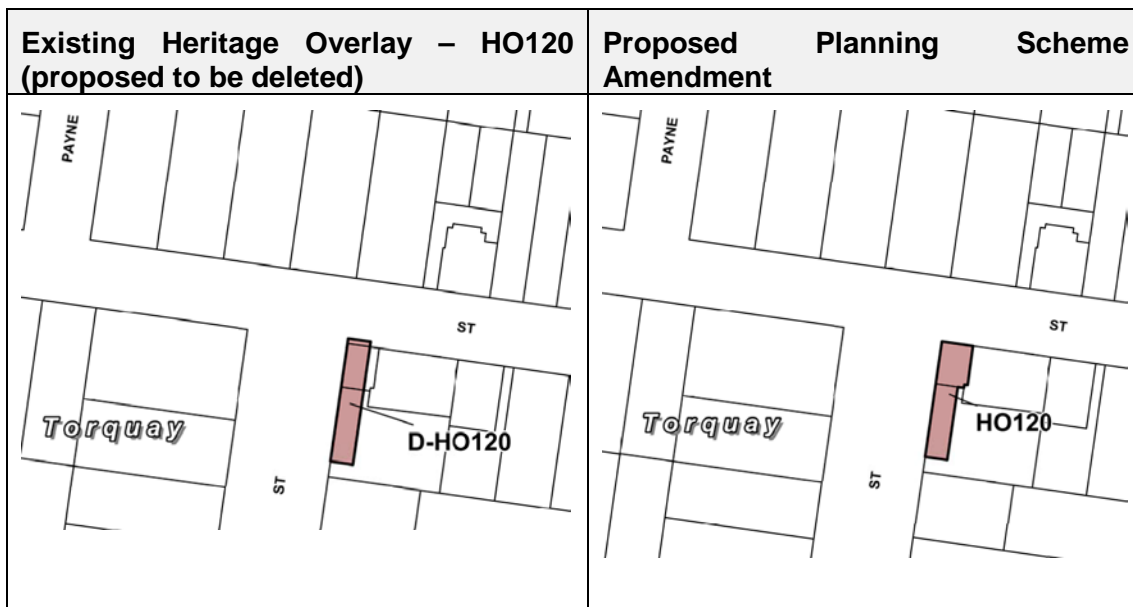 Existing Heritage Overlay – HO120
(proposed to be deleted)
Proposed Planning Scheme
Amendment
PAYNE
ST
Torquay
D-HO120
ST
PAYNE
ST
Torquay
HO120
ST